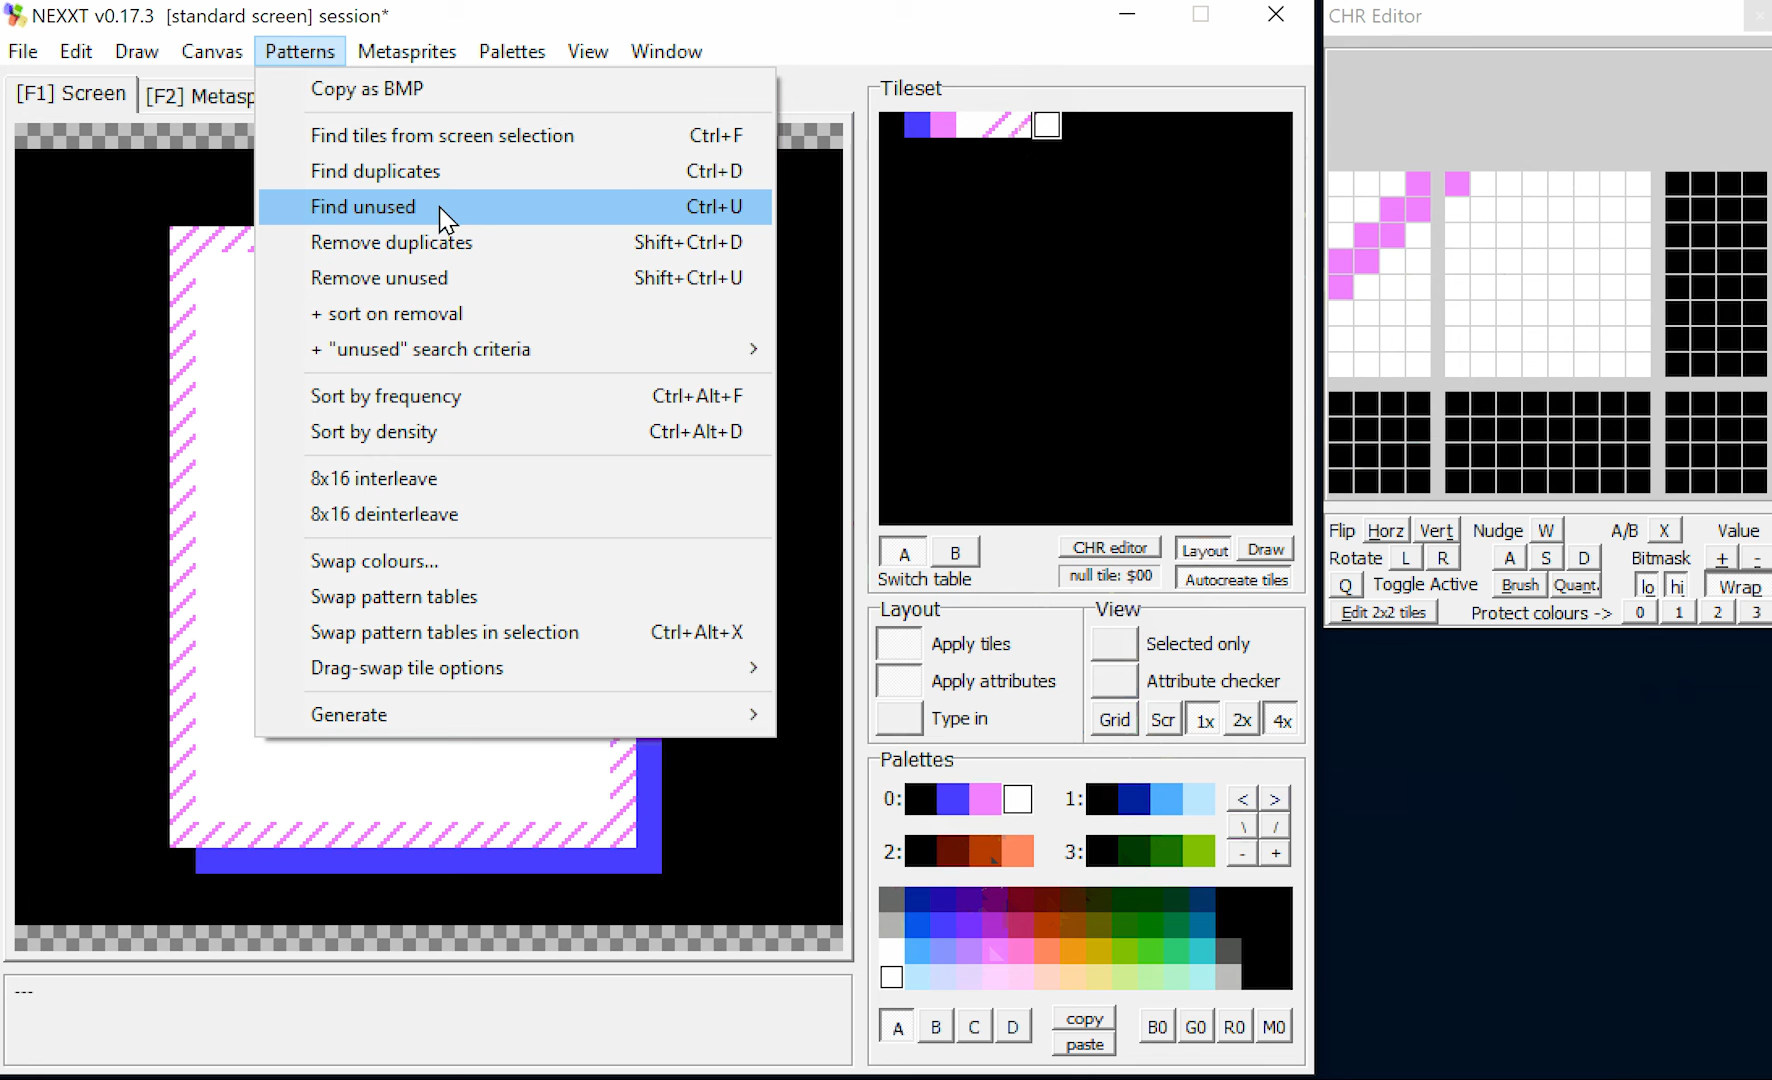 NEXXT v0.17.3 [standard screen] session*
CHR Editor
File Edit Draw Canvas Patterns Metasprites Palettes View Window
[F1] Screen
[F2] Metasp
Copy as BMP
Find tiles from screen selection Ctrl+F
Find duplicates Ctrl+D
Find unused Ctrl+U
Remove duplicates Shift+Ctrl+D
Remove unused Shift+Ctrl+U
+ sort on removal
+ "unused" search criteria >
Sort by frequency Ctrl+Alt+F
Sort by density Ctrl+Alt+D
8x16 interleave
8x16 deinterleave
Swap colours...
Swap pattern tables
Swap pattern tables in selection Ctrl+Alt+X
Drag-swap tile options >
Generate >
---
Tileset
A B
Switch table
CHR editor
null tile: $00
Layout Draw
Autocreate tiles
Layout
Apply tiles
Apply attributes
Type in
View
Selected only
Attribute checker
Grid Scr 1x 2x 4x
Palettes
0: 1: < >
\ /
2: 3: - +
A B C D
copy
paste
B0 G0 R0 M0
Flip Horz Vert Nudge W A/B X Value
Rotate L R A S D Bitmask + -
Q Toggle Active Brush Quant. lo hi Wrap
Edit 2x2 tiles Protect colours -> 0 1 2 3